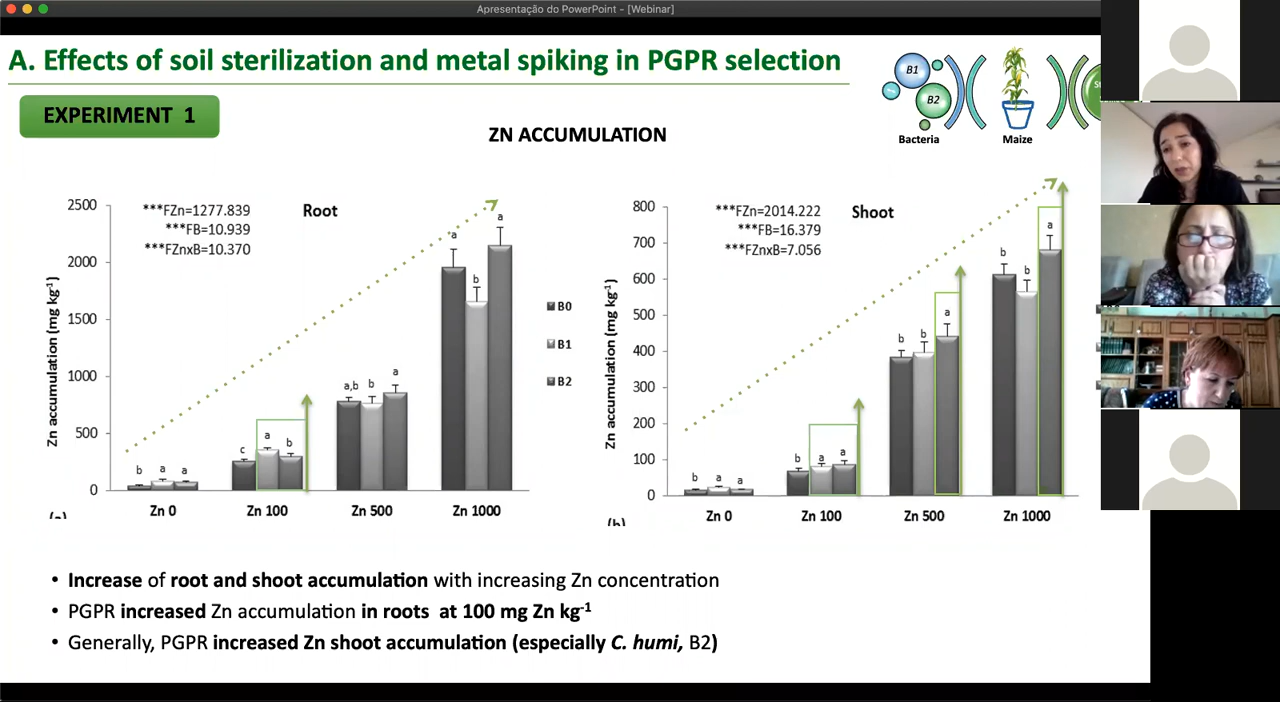 Apresentação do PowerPoint - [Webinar]
A. Effects of soil sterilization and metal spiking in PGPR selection
B1
B2
Bacteria
Maize
EXPERIMENT 1
ZN ACCUMULATION
***FZn=1277.839
***FB=10.939
***FZnxB=10.370
Root
Zn accumulation (mg kg-1)
2500
2000
1500
1000
500
0
b a a
c a b
a,b b a
a b a
Zn 0 Zn 100 Zn 500 Zn 1000
(a)
B0
B1
B2
***FZn=2014.222
***FB=16.379
***FZnxB=7.056
Shoot
Zn accumulation (mg kg-1)
800
700
600
500
400
300
200
100
0
b a a
b a a
b b a
b b a
Zn 0 Zn 100 Zn 500 Zn 1000
(b)
• Increase of root and shoot accumulation with increasing Zn concentration
• PGPR increased Zn accumulation in roots at 100 mg Zn kg-1
• Generally, PGPR increased Zn shoot accumulation (especially C. humi, B2)